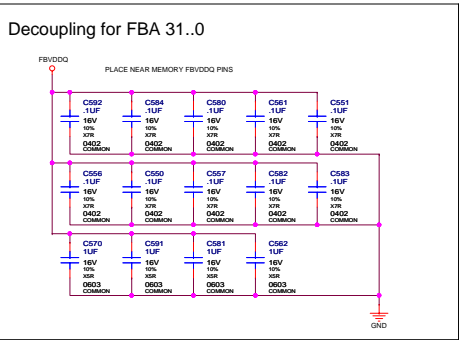 Decoupling for FBA 31..0
FBVDDQ
PLACE NEAR MEMORY FBVDDQ PINS
C592 C584 C580 C561 C551
.1UF .1UF .1UF .1UF .1UF
16V 16V 16V 16V 16V
10% 10% 10% 10% 10%
X7R X7R X7R X7R X7R
0402 0402 0402 0402 0402
COMMON COMMON COMMON COMMON COMMON
C556 C550 C557 C582 C583
.1UF .1UF .1UF .1UF .1UF
16V 16V 16V 16V 16V
10% 10% 10% 10% 10%
X7R X7R X7R X7R X7R
0402 0402 0402 0402 0402
COMMON COMMON COMMON COMMON COMMON
C570 C591 C581 C562
1UF 1UF 1UF 1UF
16V 16V 16V 16V
10% 10% 10% 10%
X5R X5R X5R X5R
0603 0603 0603 0603
COMMON COMMON COMMON COMMON
GND